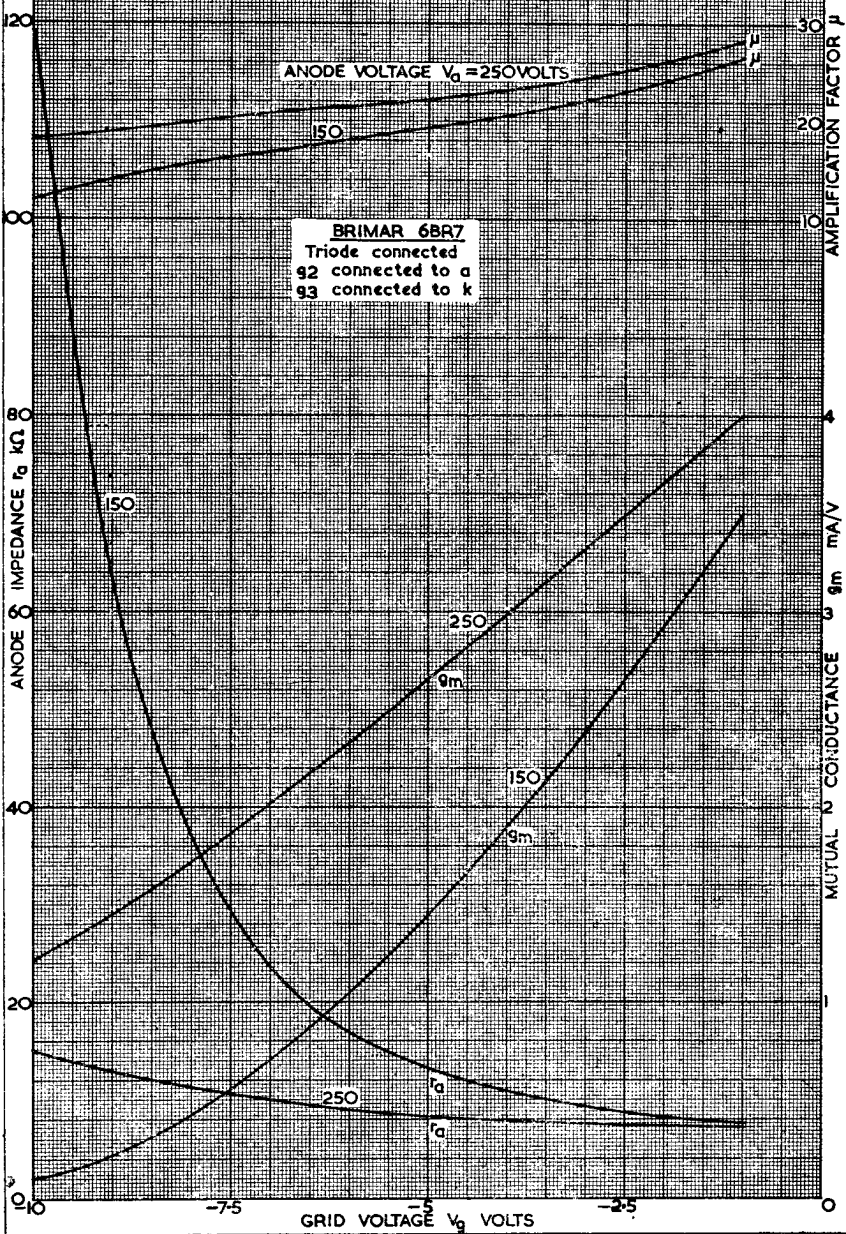 120
30
AMPLIFICATION FACTOR μ
μ
μ
ANODE VOLTAGE Va = 250 VOLTS
150
20
100
10
BRIMAR 6BR7
Triode connected
g2 connected to a
g3 connected to k
80
4
ANODE IMPEDANCE ra kΩ
150
MUTUAL CONDUCTANCE gm mA/V
60
3
250
gm
150
40
2
gm
20
1
ra
250
ra
0
-10
-7·5
-5
-2·5
0
GRID VOLTAGE Vg VOLTS